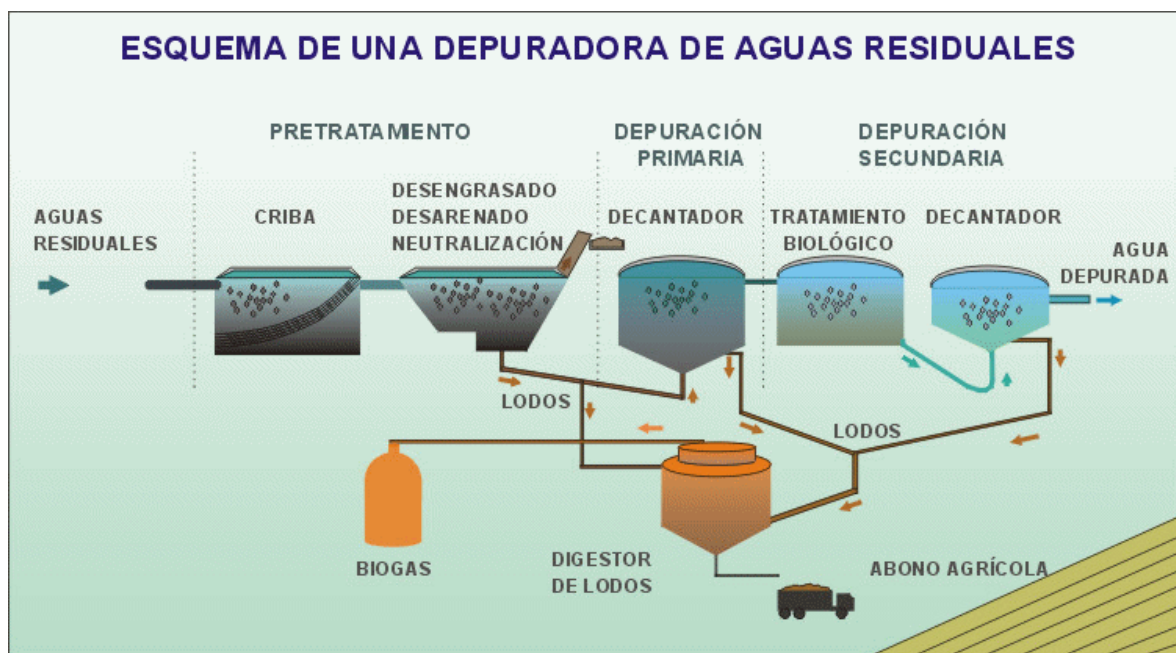 ESQUEMA DE UNA DEPURADORA DE AGUAS RESIDUALES
PRETRATAMIENTO
DEPURACIÓN
PRIMARIA
DEPURACIÓN
SECUNDARIA
AGUAS
RESIDUALES
CRIBA
DESENGRASADO
DESARENADO
NEUTRALIZACIÓN
DECANTADOR
TRATAMIENTO
BIOLÓGICO
DECANTADOR
AGUA
DEPURADA
LODOS
LODOS
BIOGAS
DIGESTOR
DE LODOS
ABONO AGRÍCOLA